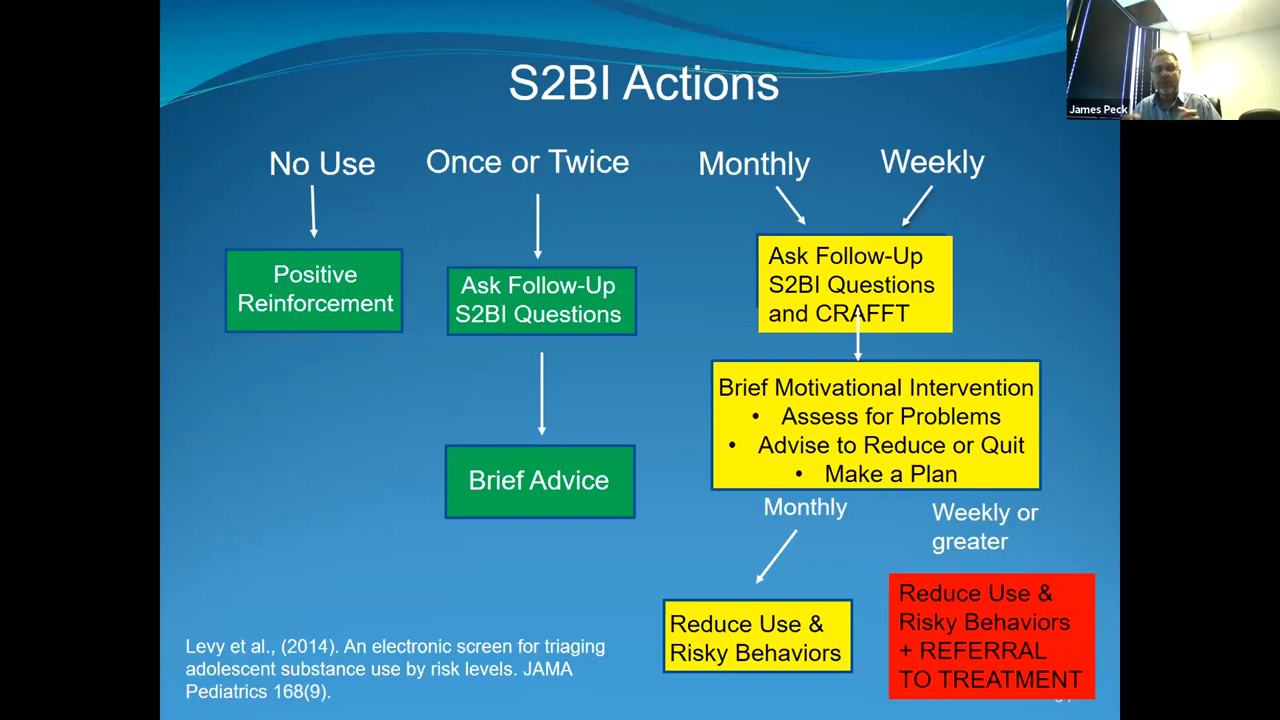 S2BI Actions
James Peck
No Use
Once or Twice
Monthly
Weekly
Positive
Reinforcement
Ask Follow-Up
S2BI Questions
Ask Follow-Up
S2BI Questions
and CRAFFT
Brief Advice
Brief Motivational Intervention
• Assess for Problems
• Advise to Reduce or Quit
• Make a Plan
Monthly
Weekly or
greater
Reduce Use &
Risky Behaviors
Reduce Use &
Risky Behaviors
+ REFERRAL
TO TREATMENT
Levy et al., (2014). An electronic screen for triaging
adolescent substance use by risk levels. JAMA
Pediatrics 168(9).